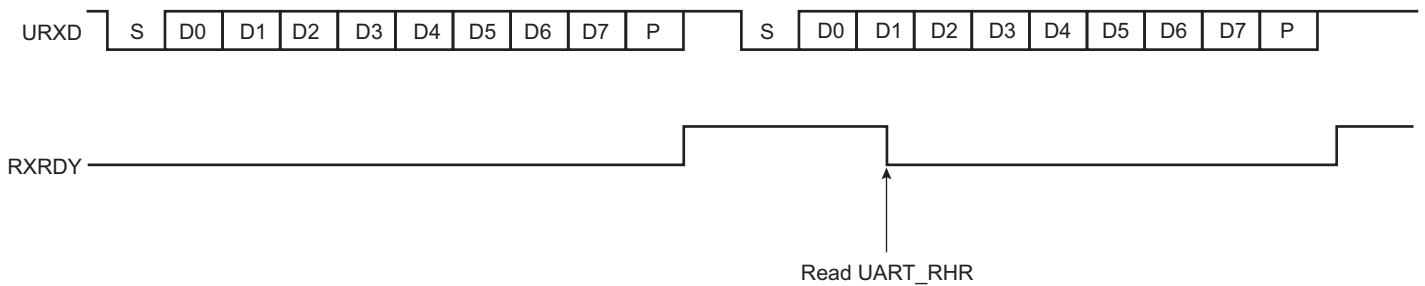 URXD S D0 D1 D2 D3 D4 D5 D6 D7 P S D0 D1 D2 D3 D4 D5 D6 D7 P
RXRDY
Read UART_RHR